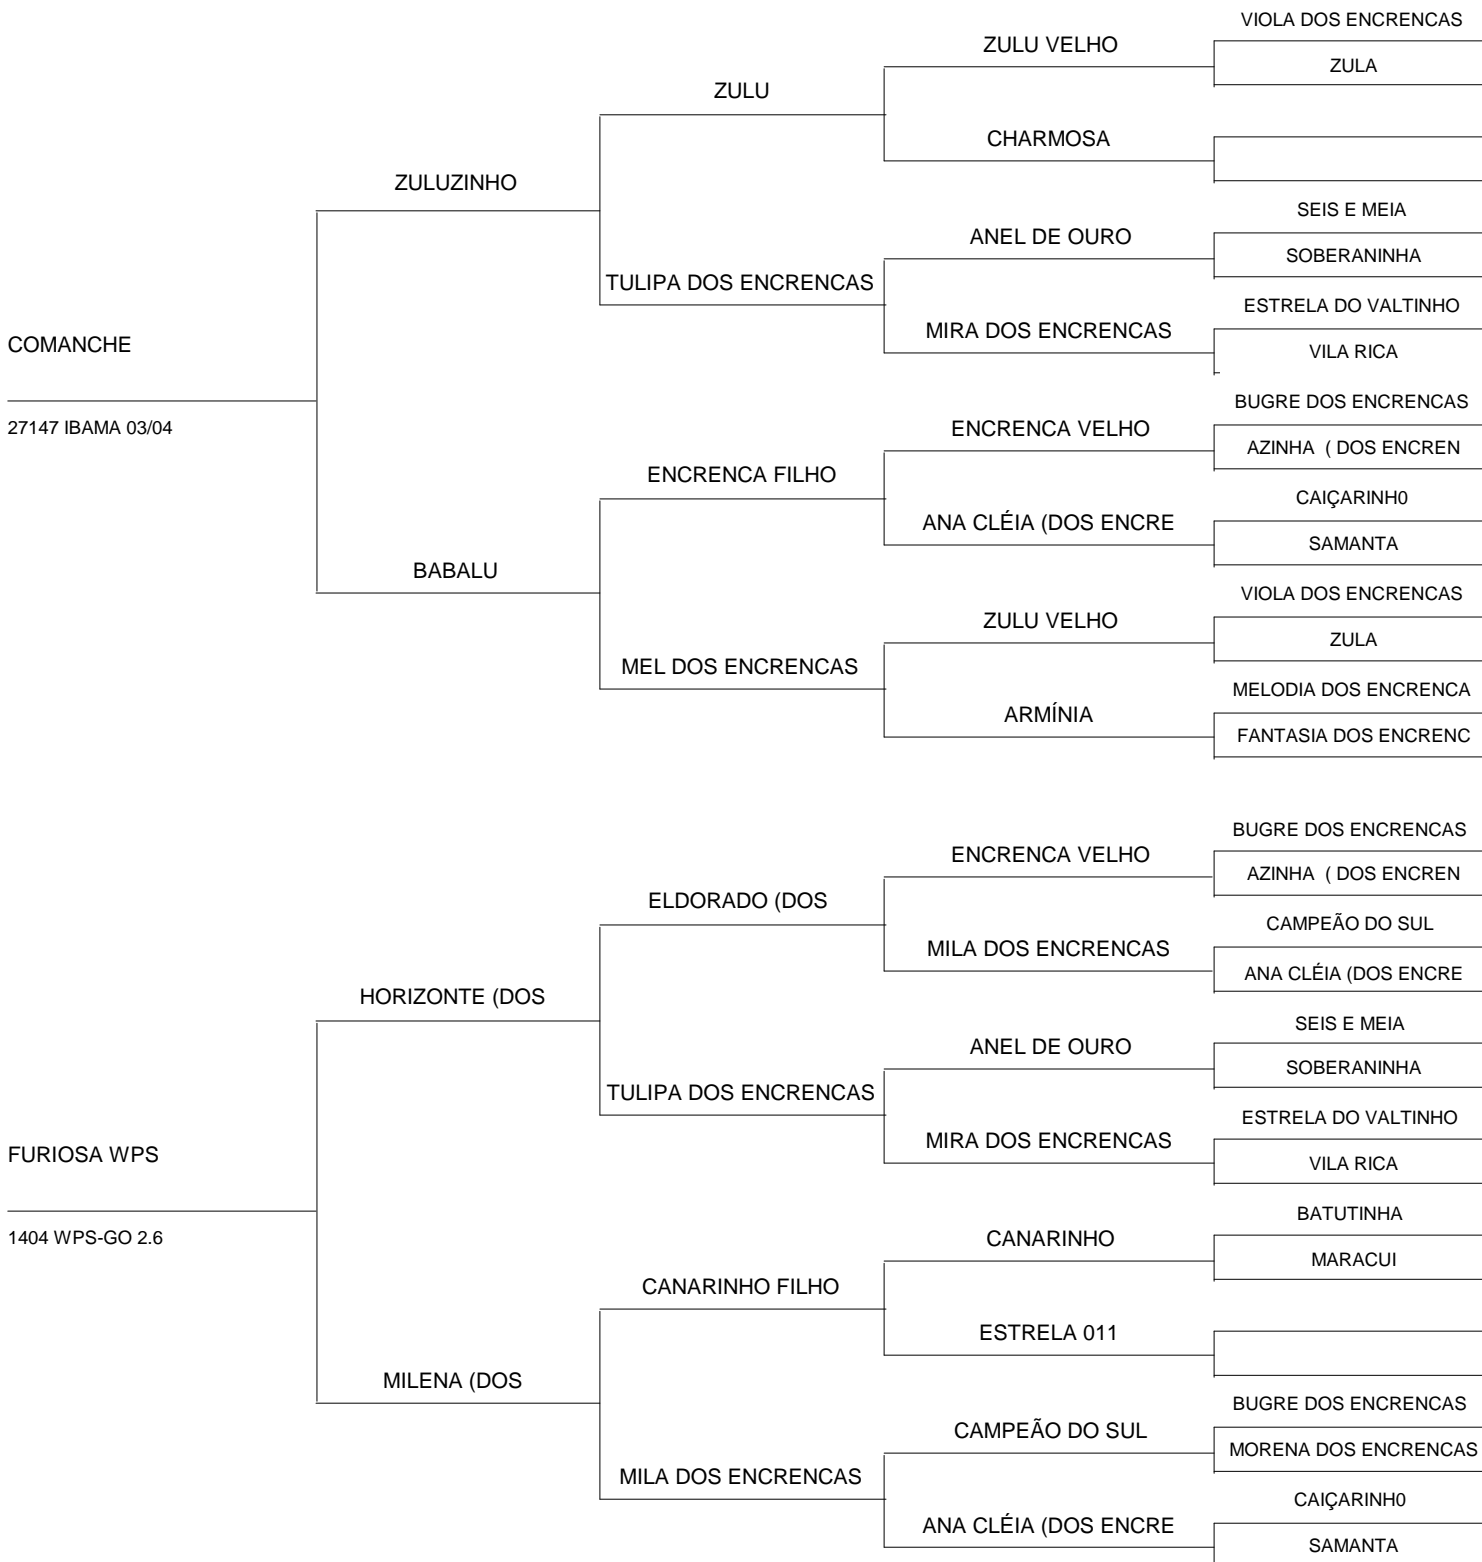 VIOLA DOS ENCRENCAS
ZULU VELHO
ZULA
ZULU
CHARMOSA
ZULUZINHO
SEIS E MEIA
ANEL DE OURO
SOBERANINHA
TULIPA DOS ENCRENCAS
ESTRELA DO VALTINHO
MIRA DOS ENCRENCAS
VILA RICA
COMANCHE
27147 IBAMA 03/04
BUGRE DOS ENCRENCAS
ENCRENCA VELHO
AZINHA ( DOS ENCREN
ENCRENCA FILHO
CAIÇARINH0
ANA CLÉIA (DOS ENCRE
SAMANTA
BABALU
VIOLA DOS ENCRENCAS
ZULU VELHO
ZULA
MEL DOS ENCRENCAS
MELODIA DOS ENCRENCA
ARMÍNIA
FANTASIA DOS ENCRENC
BUGRE DOS ENCRENCAS
ENCRENCA VELHO
AZINHA ( DOS ENCREN
ELDORADO (DOS
CAMPEÃO DO SUL
MILA DOS ENCRENCAS
ANA CLÉIA (DOS ENCRE
HORIZONTE (DOS
SEIS E MEIA
ANEL DE OURO
SOBERANINHA
TULIPA DOS ENCRENCAS
ESTRELA DO VALTINHO
MIRA DOS ENCRENCAS
VILA RICA
FURIOSA WPS
1404 WPS-GO 2.6
BATUTINHA
CANARINHO
MARACUI
CANARINHO FILHO
ESTRELA 011
MILENA (DOS
BUGRE DOS ENCRENCAS
CAMPEÃO DO SUL
MORENA DOS ENCRENCAS
MILA DOS ENCRENCAS
CAIÇARINH0
ANA CLÉIA (DOS ENCRE
SAMANTA